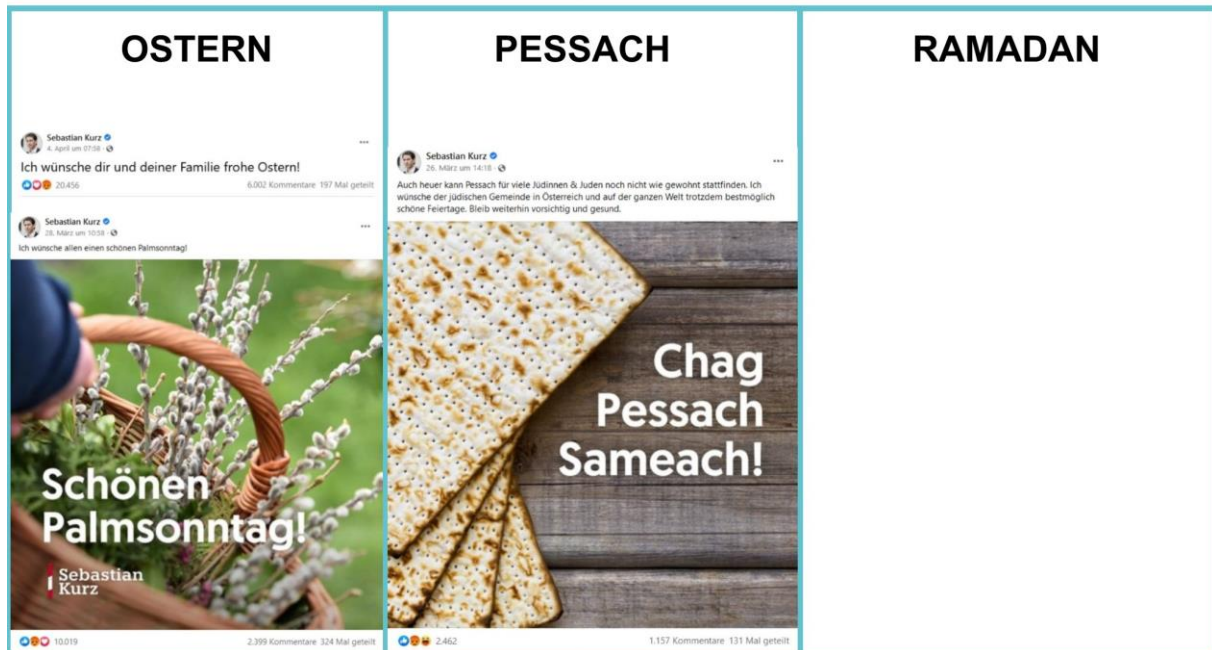 OSTERN
Sebastian Kurz
4. April um 07:58
Ich wünsche dir und deiner Familie frohe Ostern!
20.456 6.002 Kommentare 197 Mal geteilt
Sebastian Kurz
28. März um 10:58
Ich wünsche allen einen schönen Palmsonntag!
Schönen
Palmsonntag!
Sebastian
Kurz
10.019 2.399 Kommentare 324 Mal geteilt
PESSACH
Sebastian Kurz
26. März um 14:18
Auch heuer kann Pessach für viele Jüdinnen & Juden noch nicht wie gewohnt stattfinden. Ich
wünsche der jüdischen Gemeinde in Österreich und auf der ganzen Welt trotzdem bestmöglich
schöne Feiertage. Bleib weiterhin vorsichtig und gesund.
Chag
Pessach
Sameach!
2.462 1.157 Kommentare 131 Mal geteilt
RAMADAN